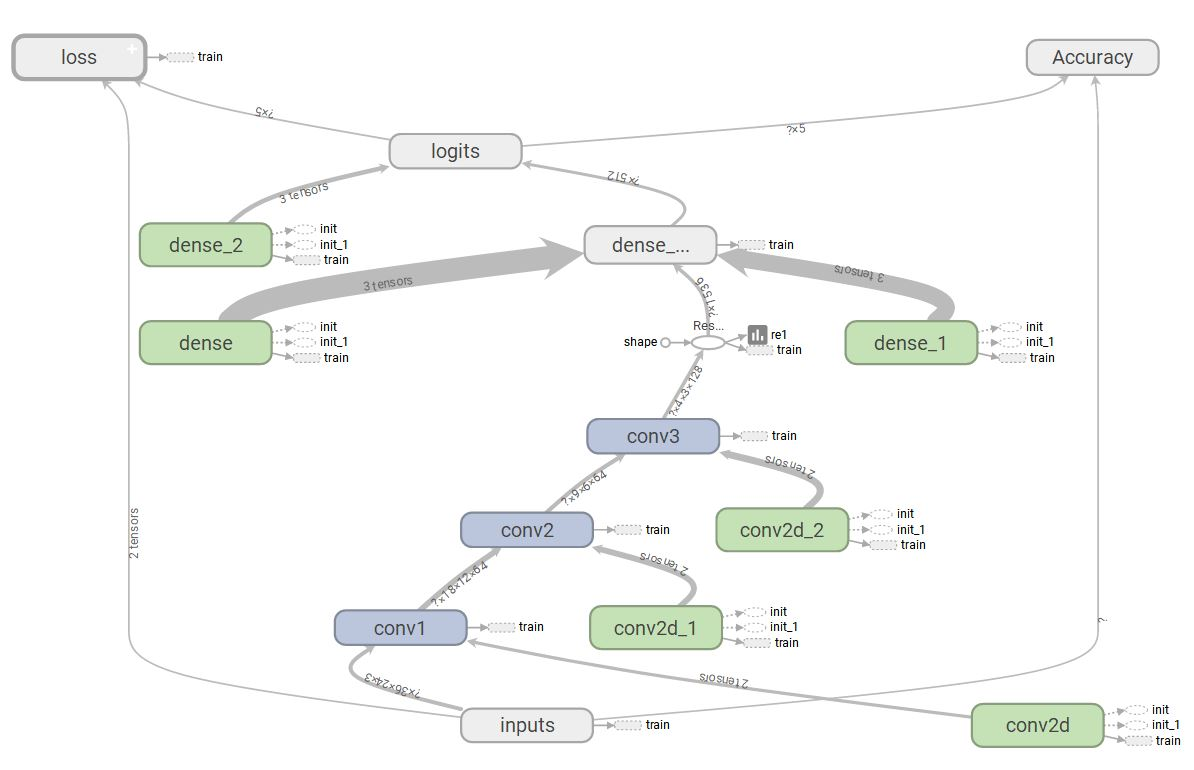 loss
train
Accuracy
?×5
?×5
logits
3 tensors
?×512
dense_2
init
init_1
train
dense_...
train
3 tensors
3 tensors
?×1536
dense
init
init_1
train
Res...
shape
re1
train
dense_1
init
init_1
train
?×4×3×128
conv3
train
2 tensors
?×9×6×64
conv2
train
conv2d_2
init
init_1
train
2 tensors
2 tensors
?×18×12×64
conv1
train
conv2d_1
init
init_1
train
?
?×36×24×3
2 tensors
inputs
train
conv2d
init
init_1
train